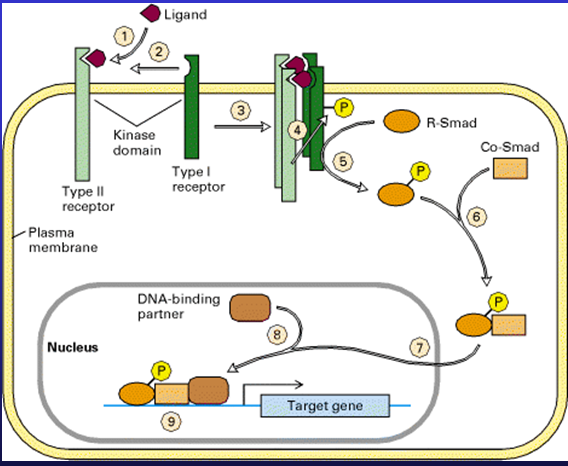 Ligand
1
2
3
4
P
R-Smad
Kinase
domain
Type I
receptor
Type II
receptor
5
P
Co-Smad
6
Plasma
membrane
P
DNA-binding
partner
Nucleus
8
7
P
Target gene
9